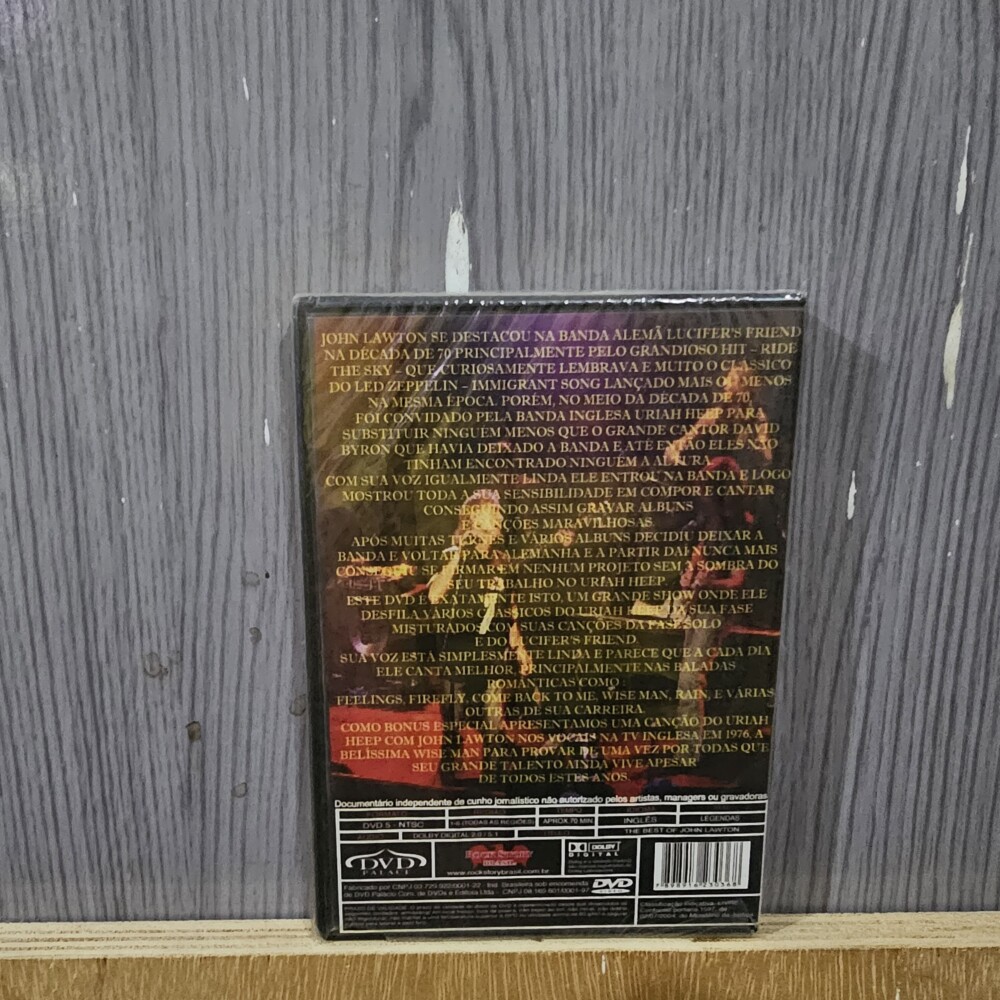 JOHN LAWTON SE DESTACOU NA BANDA ALEMÃ LUCIFER'S FRIEND
NA DÉCADA DE 70 PRINCIPALMENTE PELO GRANDIOSO HIT - RIDE
THE SKY - QUE CURIOSAMENTE LEMBRAVA E MUITO O CLÁSSICO
DO LED ZEPPELIN - IMMIGRANT SONG LANÇADO MAIS OU MENOS
NA MESMA ÉPOCA. PORÉM, NO MEIO DA DÉCADA DE 70,
FOI CONVIDADO PELA BANDA INGLESA URIAH HEEP PARA
SUBSTITUIR NINGUÉM MENOS QUE O GRANDE CANTOR DAVID
BYRON QUE HAVIA DEIXADO A BANDA E ATÉ ENTÃO ELES NÃO
TINHAM ENCONTRADO NINGUÉM A ALTURA.
COM SUA VOZ IGUALMENTE LINDA ELE ENTROU NA BANDA E LOGO
MOSTROU TODA A SUA SENSIBILIDADE EM COMPOR E CANTAR
CONSEGUINDO ASSIM GRAVAR ALBUNS
E CANÇÕES MARAVILHOSAS.
APÓS MUITAS TURNÊS E VÁRIOS ALBUNS DECIDIU DEIXAR A
BANDA E VOLTAR PARA ALEMANHA E A PARTIR DAÍ NUNCA MAIS
CONSEGUIU SE FIRMAR EM NENHUM PROJETO SEM A SOMBRA DO
SEU TRABALHO NO URIAH HEEP.
ESTE DVD É EXATAMENTE ISTO, UM GRANDE SHOW ONDE ELE
DESFILA VÁRIOS CLÁSSICOS DO URIAH HEEP DA SUA FASE
MISTURADOS COM SUAS CANÇÕES DA FASE SOLO
E DO LUCIFER'S FRIEND.
SUA VOZ ESTÁ SIMPLESMENTE LINDA E PARECE QUE A CADA DIA
ELE CANTA MELHOR, PRINCIPALMENTE NAS BALADAS
ROMÂNTICAS COMO
FEELINGS, FIREFLY, COME BACK TO ME, WISE MAN, RAIN, E VÁRIAS
OUTRAS DE SUA CARREIRA.
COMO BONUS ESPECIAL APRESENTAMOS UMA CANÇÃO DO URIAH
HEEP COM JOHN LAWTON NOS VOCAIS NA TV INGLESA EM 1976, A
BELÍSSIMA WISE MAN PARA PROVAR DE UMA VEZ POR TODAS QUE
SEU GRANDE TALENTO AINDA VIVE APESAR
DE TODOS ESTES ANOS.
Documentário independente de cunho jornalístico não autorizado pelos artistas, managers ou gravadoras
DVD 5 - NTSC (TODAS AS REGIÕES) APROX.70 MIN INGLÊS LEGENDAS
DOLBY DIGITAL 2.0 / 5.1 THE BEST OF JOHN LAWTON
DVD PALACE
BRASIL
www.rockstorybrasil.com.br
DOLBY DIGITAL
DVD